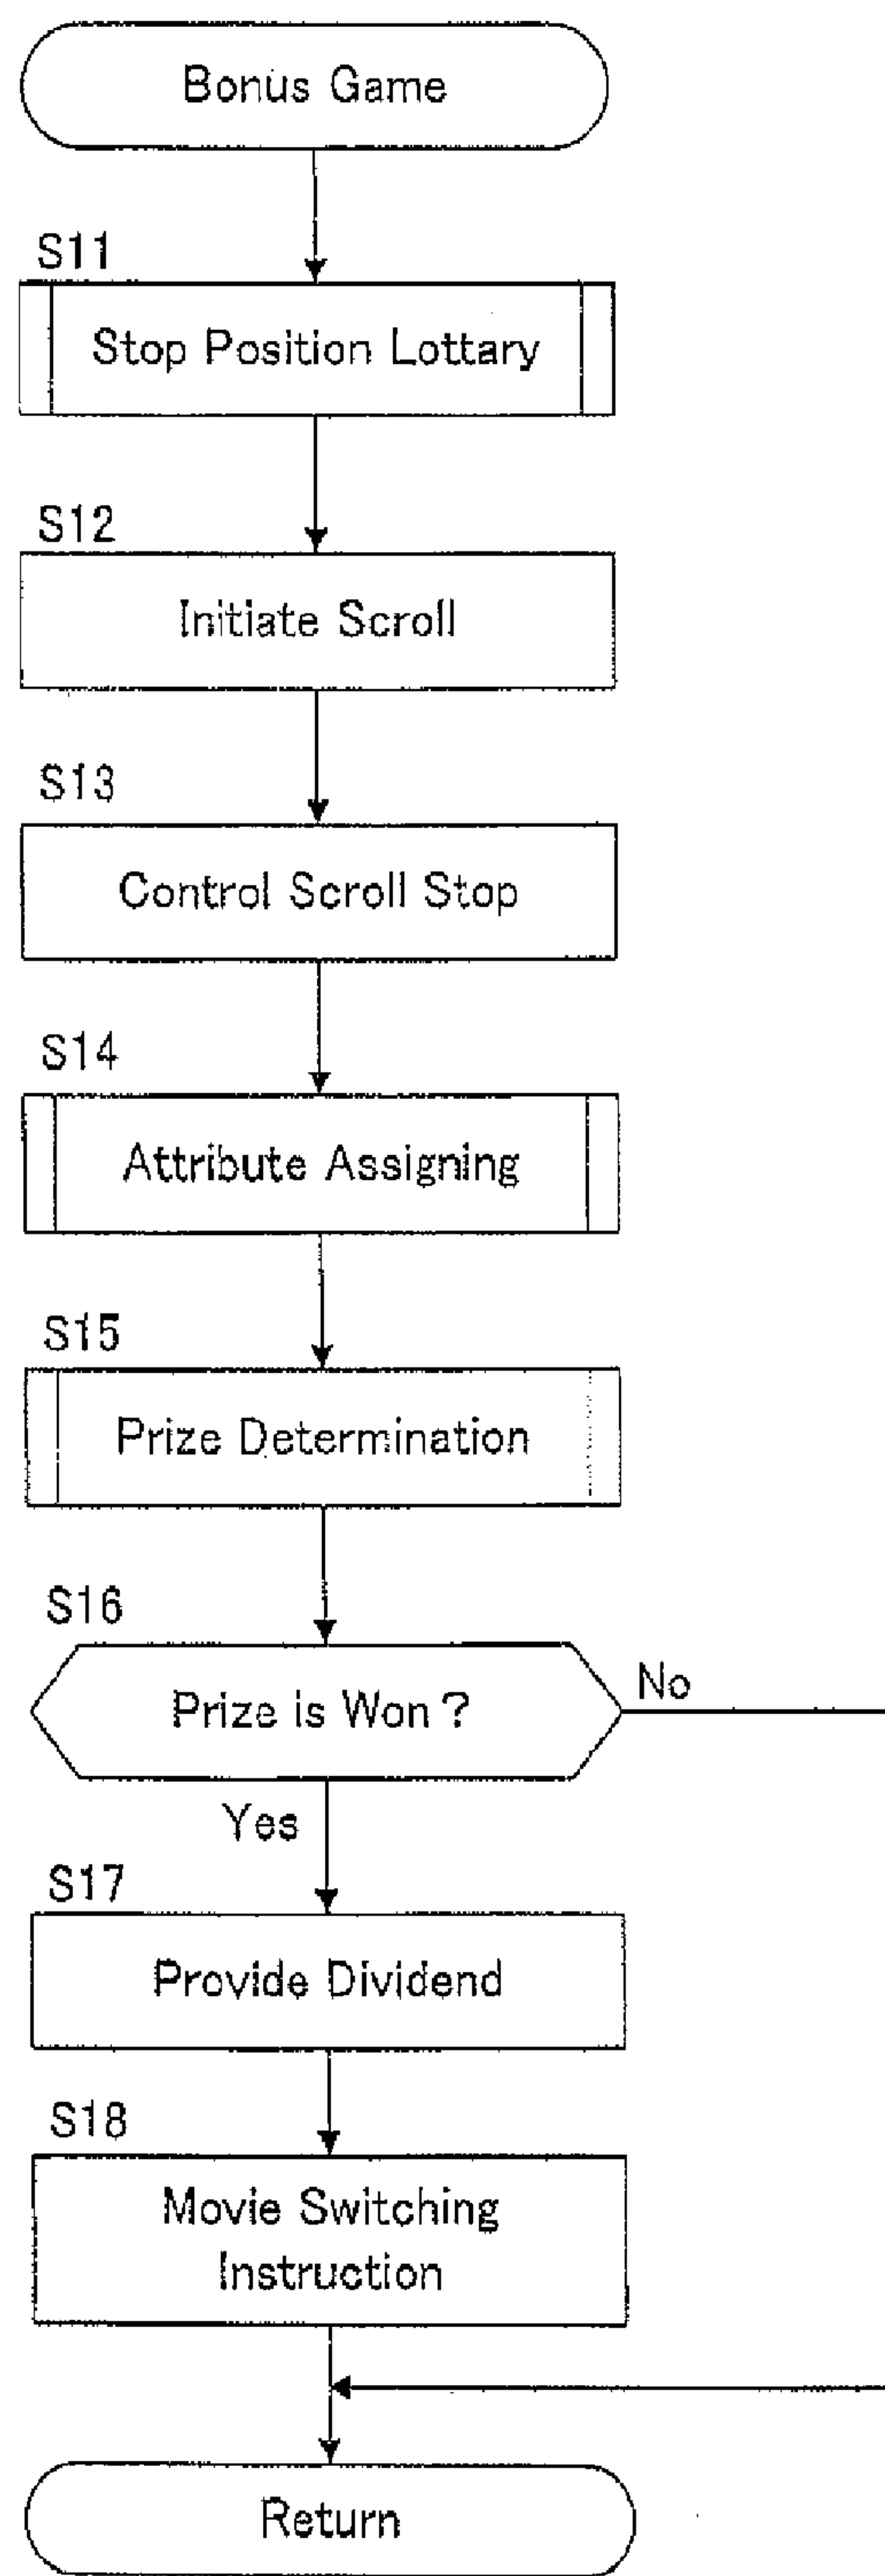 Bonus Game
S11
Stop Position Lottary
S12
Initiate Scroll
S13
Control Scroll Stop
S14
Attribute Assigning
S15
Prize Determination
S16
Prize is Won?
No
Yes
S17
Provide Dividend
S18
Movie Switching
Instruction
Return